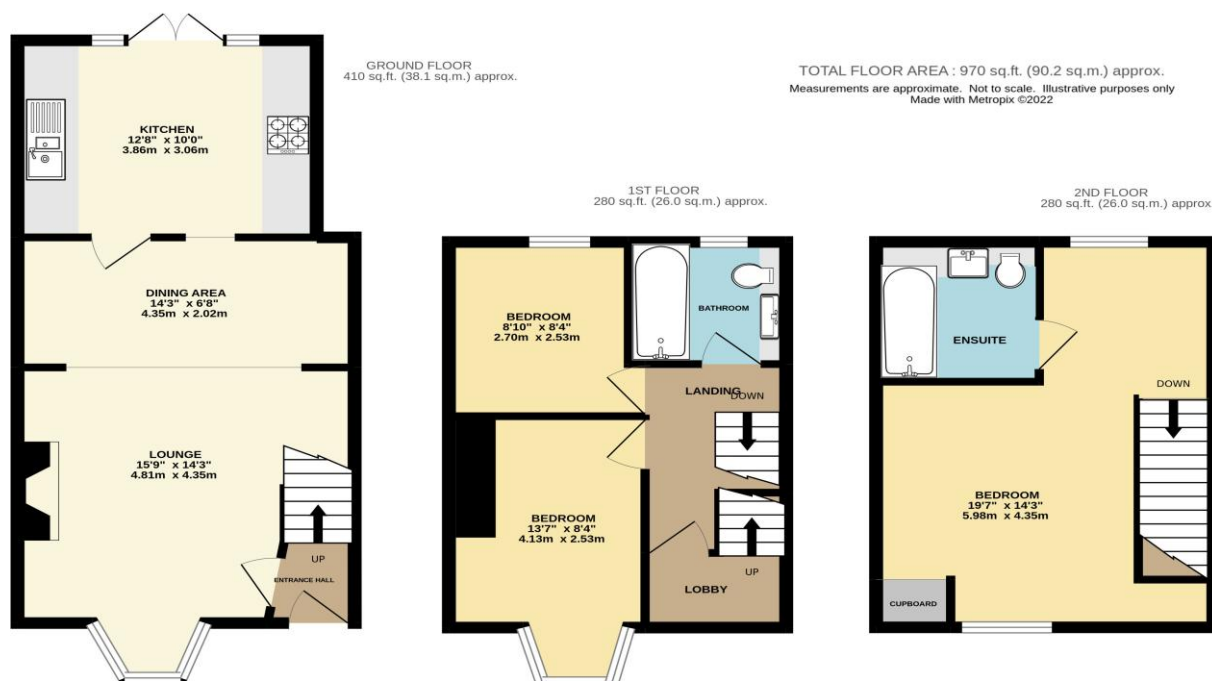 GROUND FLOOR
410 sq.ft. (38.1 sq.m.) approx.
TOTAL FLOOR AREA : 970 sq.ft. (90.2 sq.m.) approx.
Measurements are approximate. Not to scale. Illustrative purposes only
Made with Metropix ©2022
KITCHEN
12'8" x 10'0"
3.86m x 3.06m
DINING AREA
14'3" x 6'8"
4.35m x 2.02m
LOUNGE
15'9" x 14'3"
4.81m x 4.35m
UP
ENTRANCE HALL
1ST FLOOR
280 sq.ft. (26.0 sq.m.) approx.
BEDROOM
8'10" x 8'4"
2.70m x 2.53m
BATHROOM
LANDING
DOWN
BEDROOM
13'7" x 8'4"
4.13m x 2.53m
UP
LOBBY
2ND FLOOR
280 sq.ft. (26.0 sq.m.) approx
ENSUITE
DOWN
BEDROOM
19'7" x 14'3"
5.98m x 4.35m
CUPBOARD